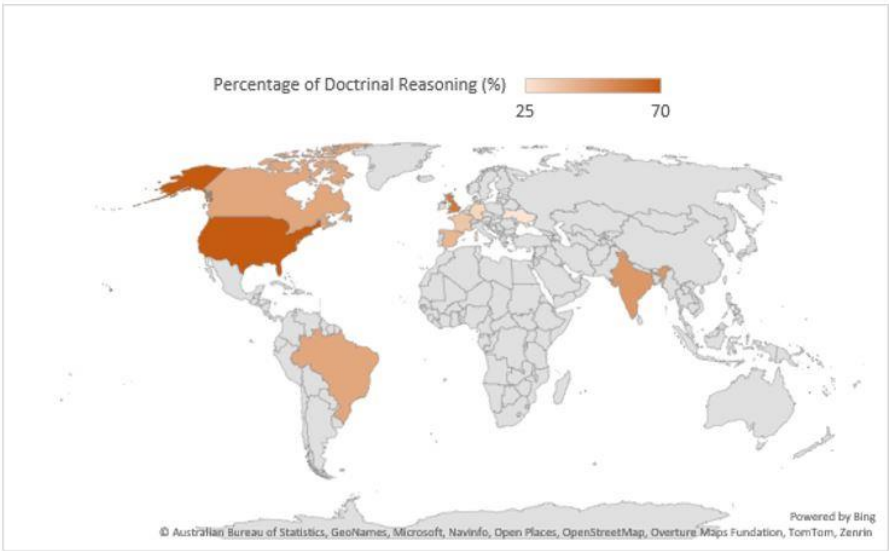 Percentage of Doctrinal Reasoning (%)
25 70
Powered by Bing
© Australian Bureau of Statistics, GeoNames, Microsoft, Navinfo, Open Places, OpenStreetMap, Overture Maps Fundation, TomTom, Zenrin